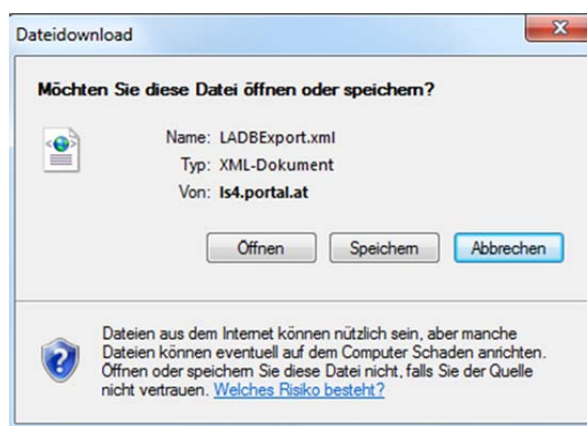 Dateidownload
Möchten Sie diese Datei öffnen oder speichern?
Name: LADBExport.xml
Typ: XML-Dokument
Von: ls4.portal.at
Öffnen Speichern Abbrechen
Dateien aus dem Internet können nützlich sein, aber manche
Dateien können eventuell auf dem Computer Schaden anrichten.
Öffnen oder speichern Sie diese Datei nicht, falls Sie der Quelle
nicht vertrauen. Welches Risiko besteht?